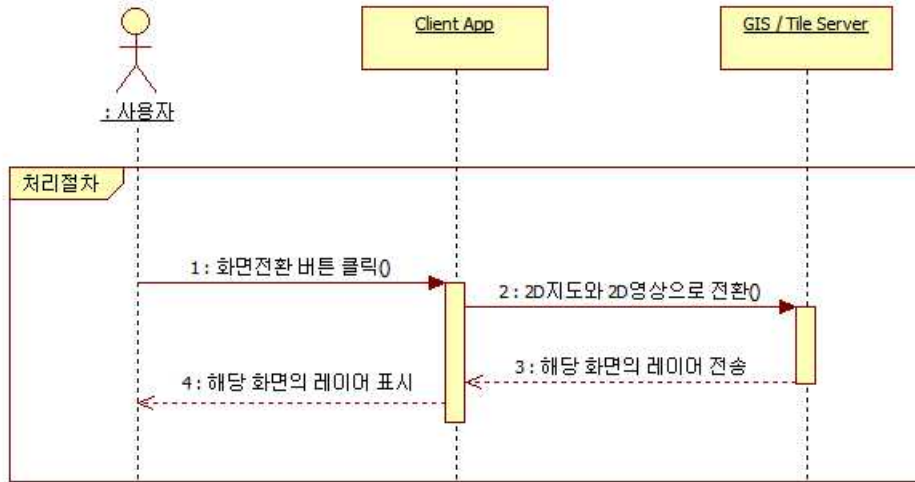 Client App
GIS / Tile Server
: 사용자
처리절차
1 : 화면전환 버튼 클릭()
2 : 2D지도와 2D영상으로 전환()
3 : 해당 화면의 레이어 전송
4 : 해당 화면의 레이어 표시